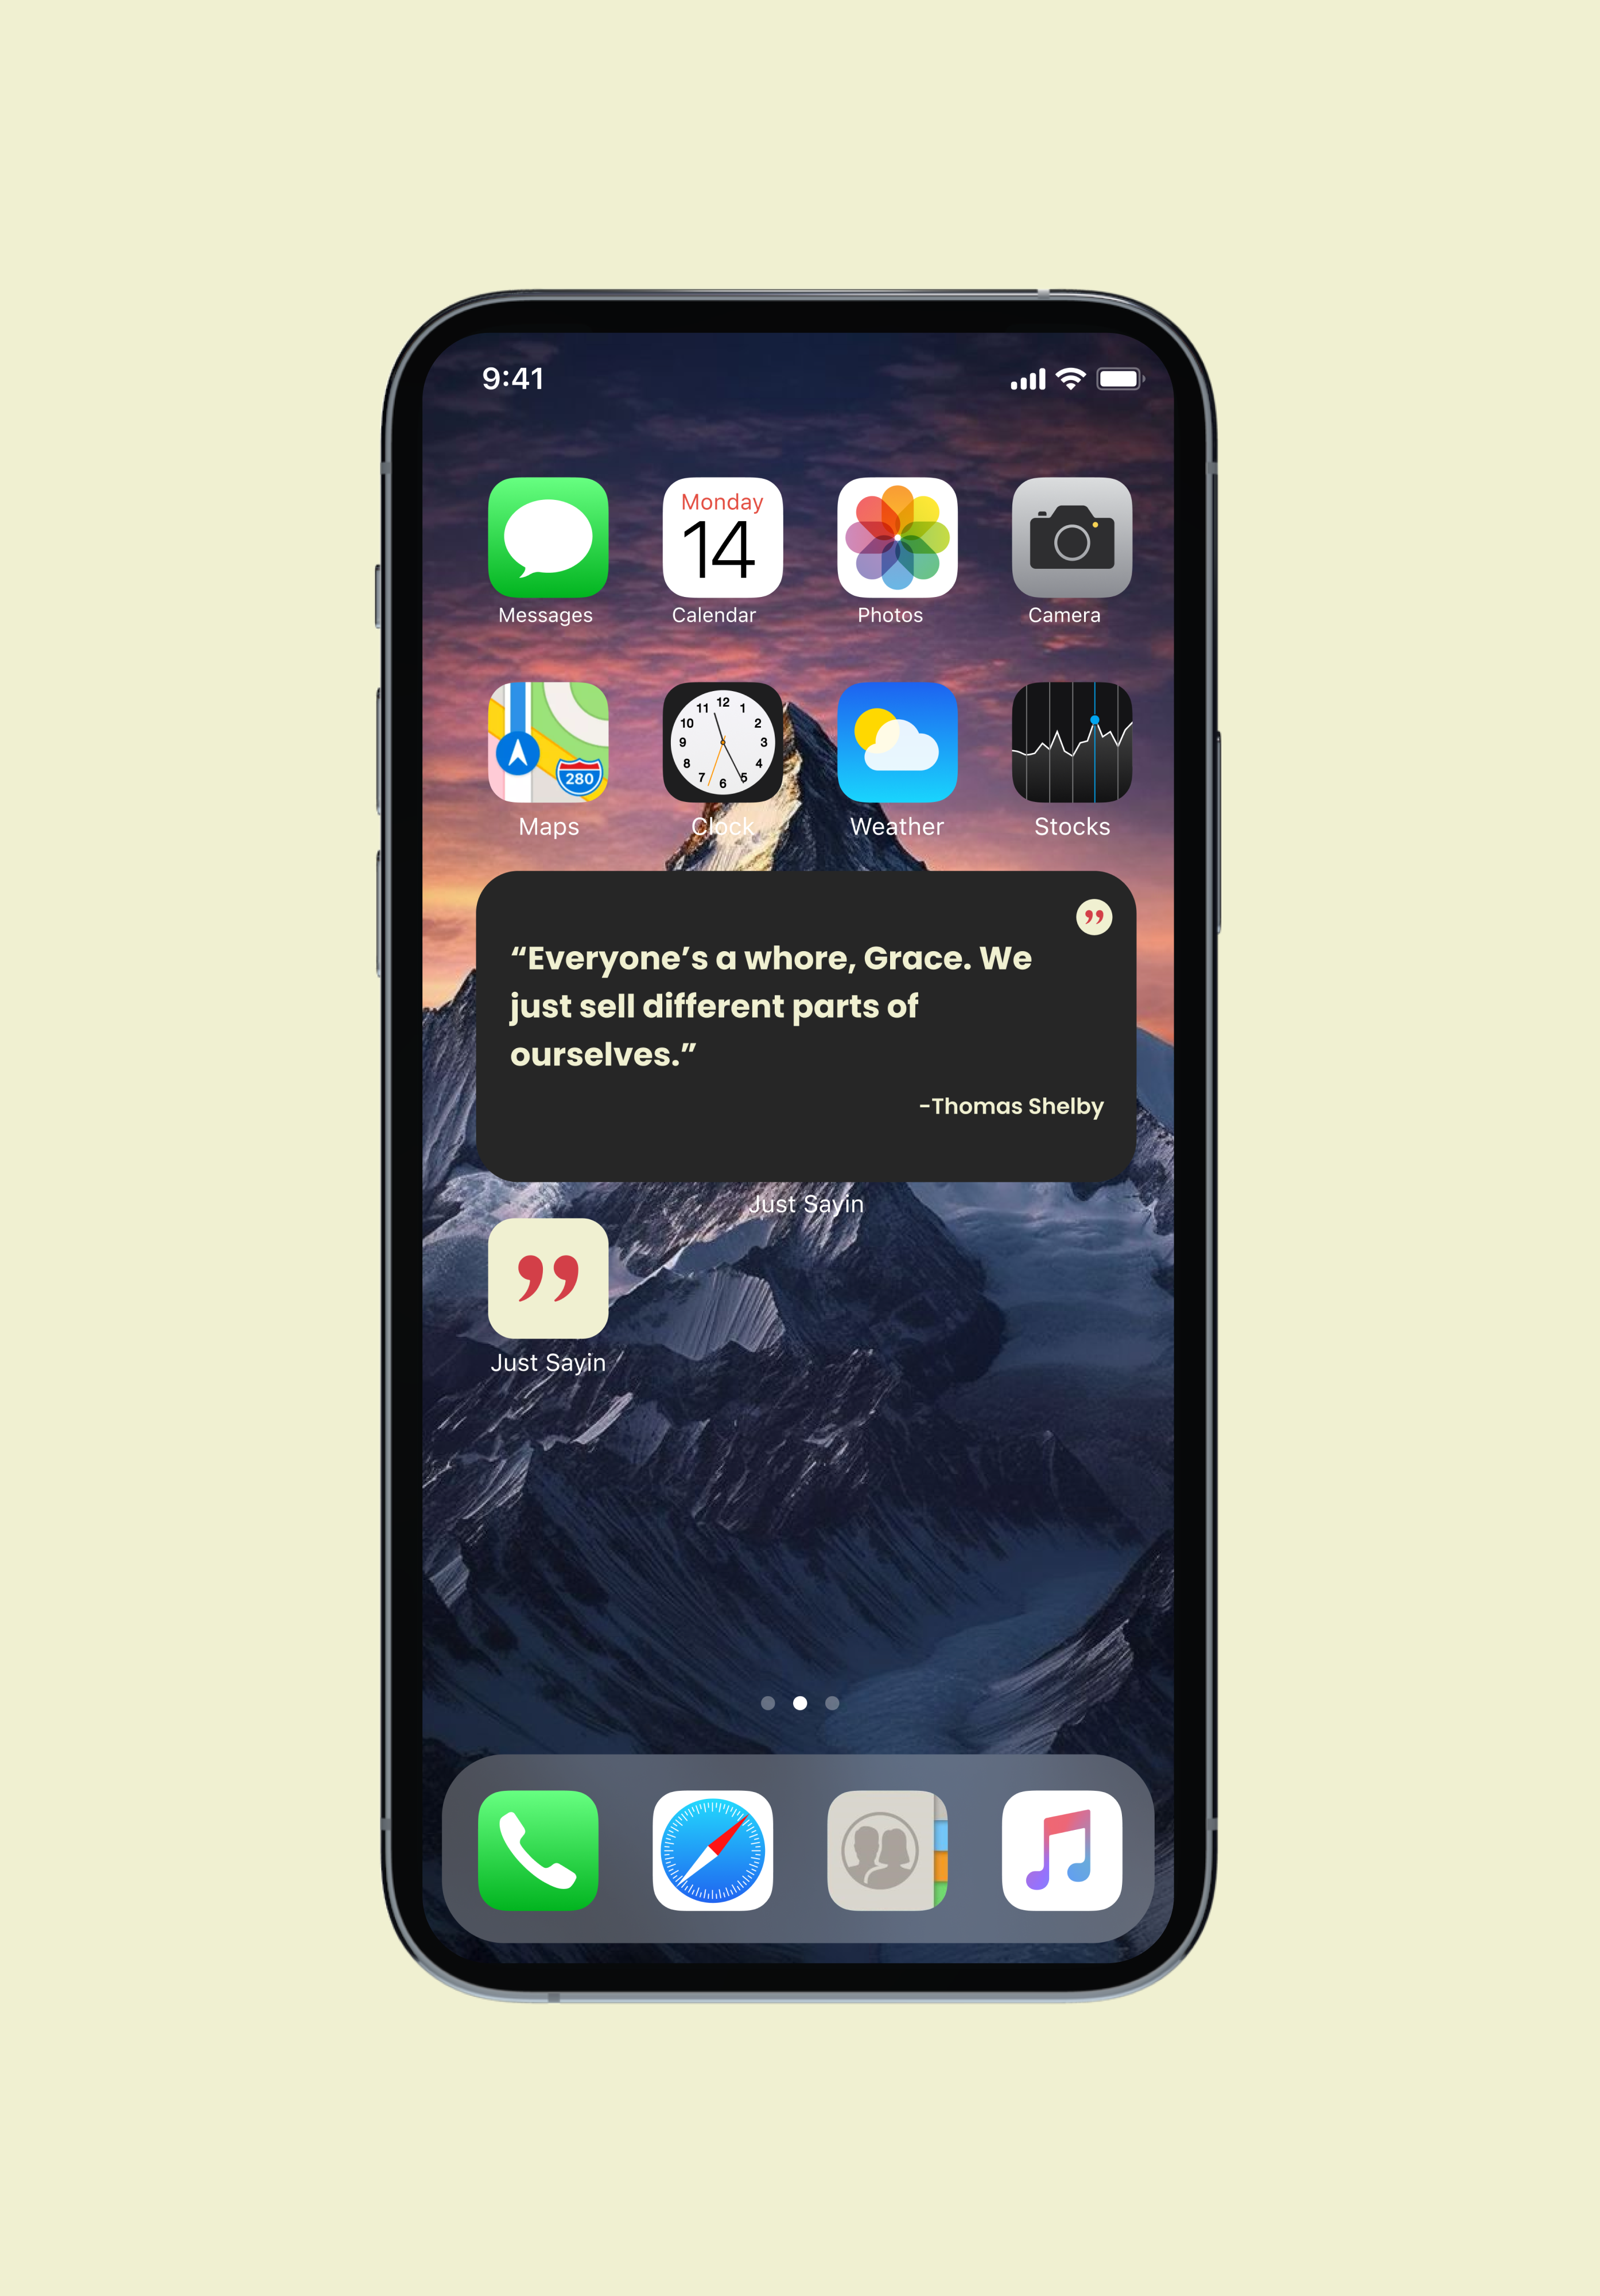 9:41
Monday
14
Messages Calendar Photos Camera
12
11 1
10 2
9 3
8 4
7 5
6
280
Maps Clock Weather Stocks
”
“Everyone’s a whore, Grace. We
just sell different parts of
ourselves.”
-Thomas Shelby
Just Sayin
”
Just Sayin